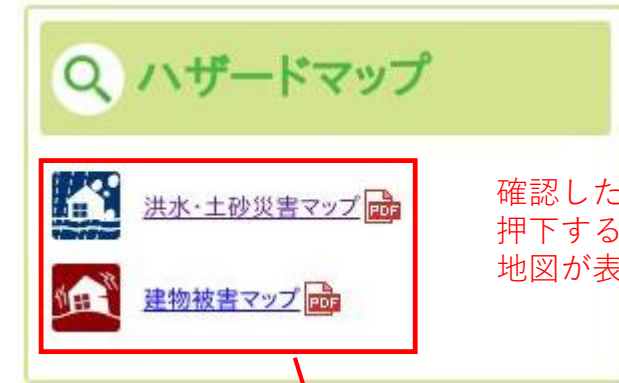 ハザードマップ
洪水・土砂災害マップ
PDF
確認した
押下する
地図が表
建物被害マップ
PDF